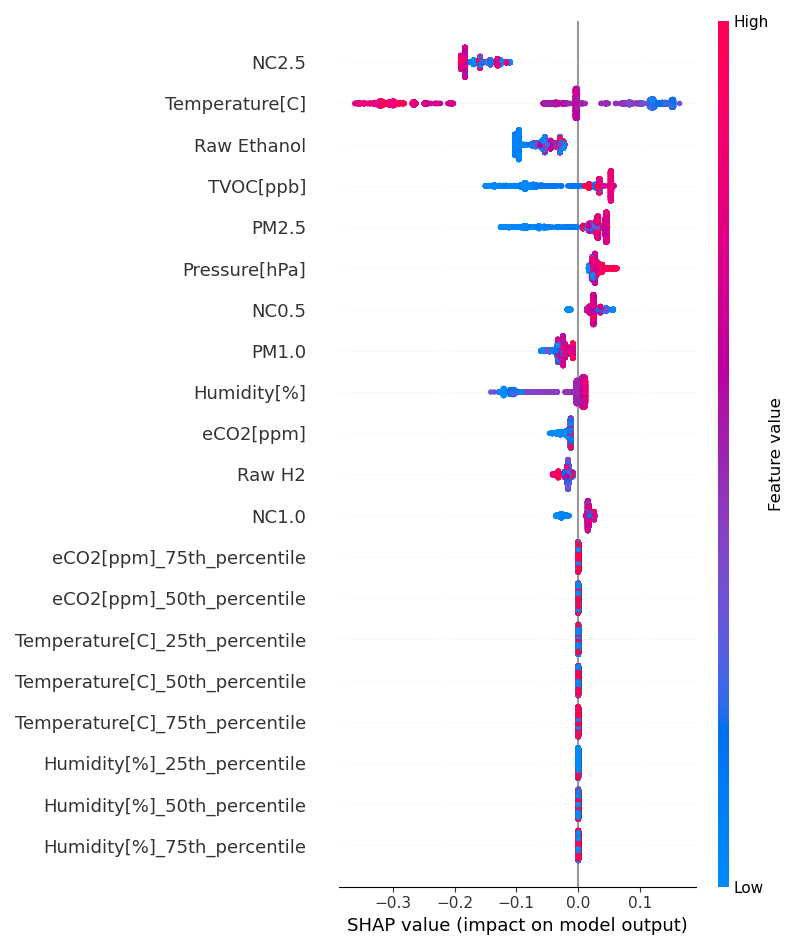 High
NC2.5
Temperature[C]
Raw Ethanol
TVOC[ppb]
PM2.5
Pressure[hPa]
NC0.5
PM1.0
Humidity[%]
eCO2[ppm]
Raw H2
NC1.0
eCO2[ppm]_75th_percentile
eCO2[ppm]_50th_percentile
Temperature[C]_25th_percentile
Temperature[C]_50th_percentile
Temperature[C]_75th_percentile
Humidity[%]_25th_percentile
Humidity[%]_50th_percentile
Humidity[%]_75th_percentile
Feature value
Low
−0.3 −0.2 −0.1 0.0 0.1
SHAP value (impact on model output)